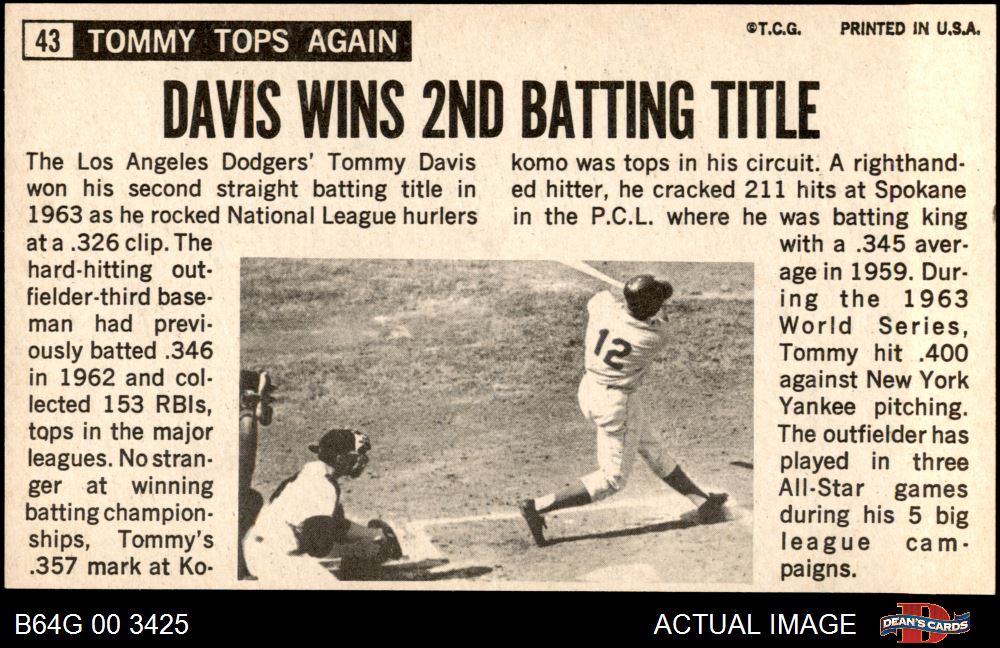 43 TOMMY TOPS AGAIN
©T.C.G. PRINTED IN U.S.A.
DAVIS WINS 2ND BATTING TITLE
The Los Angeles Dodgers' Tommy Davis
won his second straight batting title in
1963 as he rocked National League hurlers
at a .326 clip. The
hard-hitting out-
fielder-third base-
man had previ-
ously batted .346
in 1962 and col-
lected 153 RBIs,
tops in the major
leagues. No stran-
ger at winning
batting champion-
ships, Tommy's
.357 mark at Ko-
komo was tops in his circuit. A righthand-
ed hitter, he cracked 211 hits at Spokane
in the P.C.L. where he was batting king
with a .345 aver-
age in 1959. Dur-
ing the 1963
World Series,
Tommy hit .400
against New York
Yankee pitching.
The outfielder has
played in three
All-Star games
during his 5 big
league cam-
paigns.
12
B64G 00 3425
ACTUAL IMAGE
D
DEAN'S CARDS